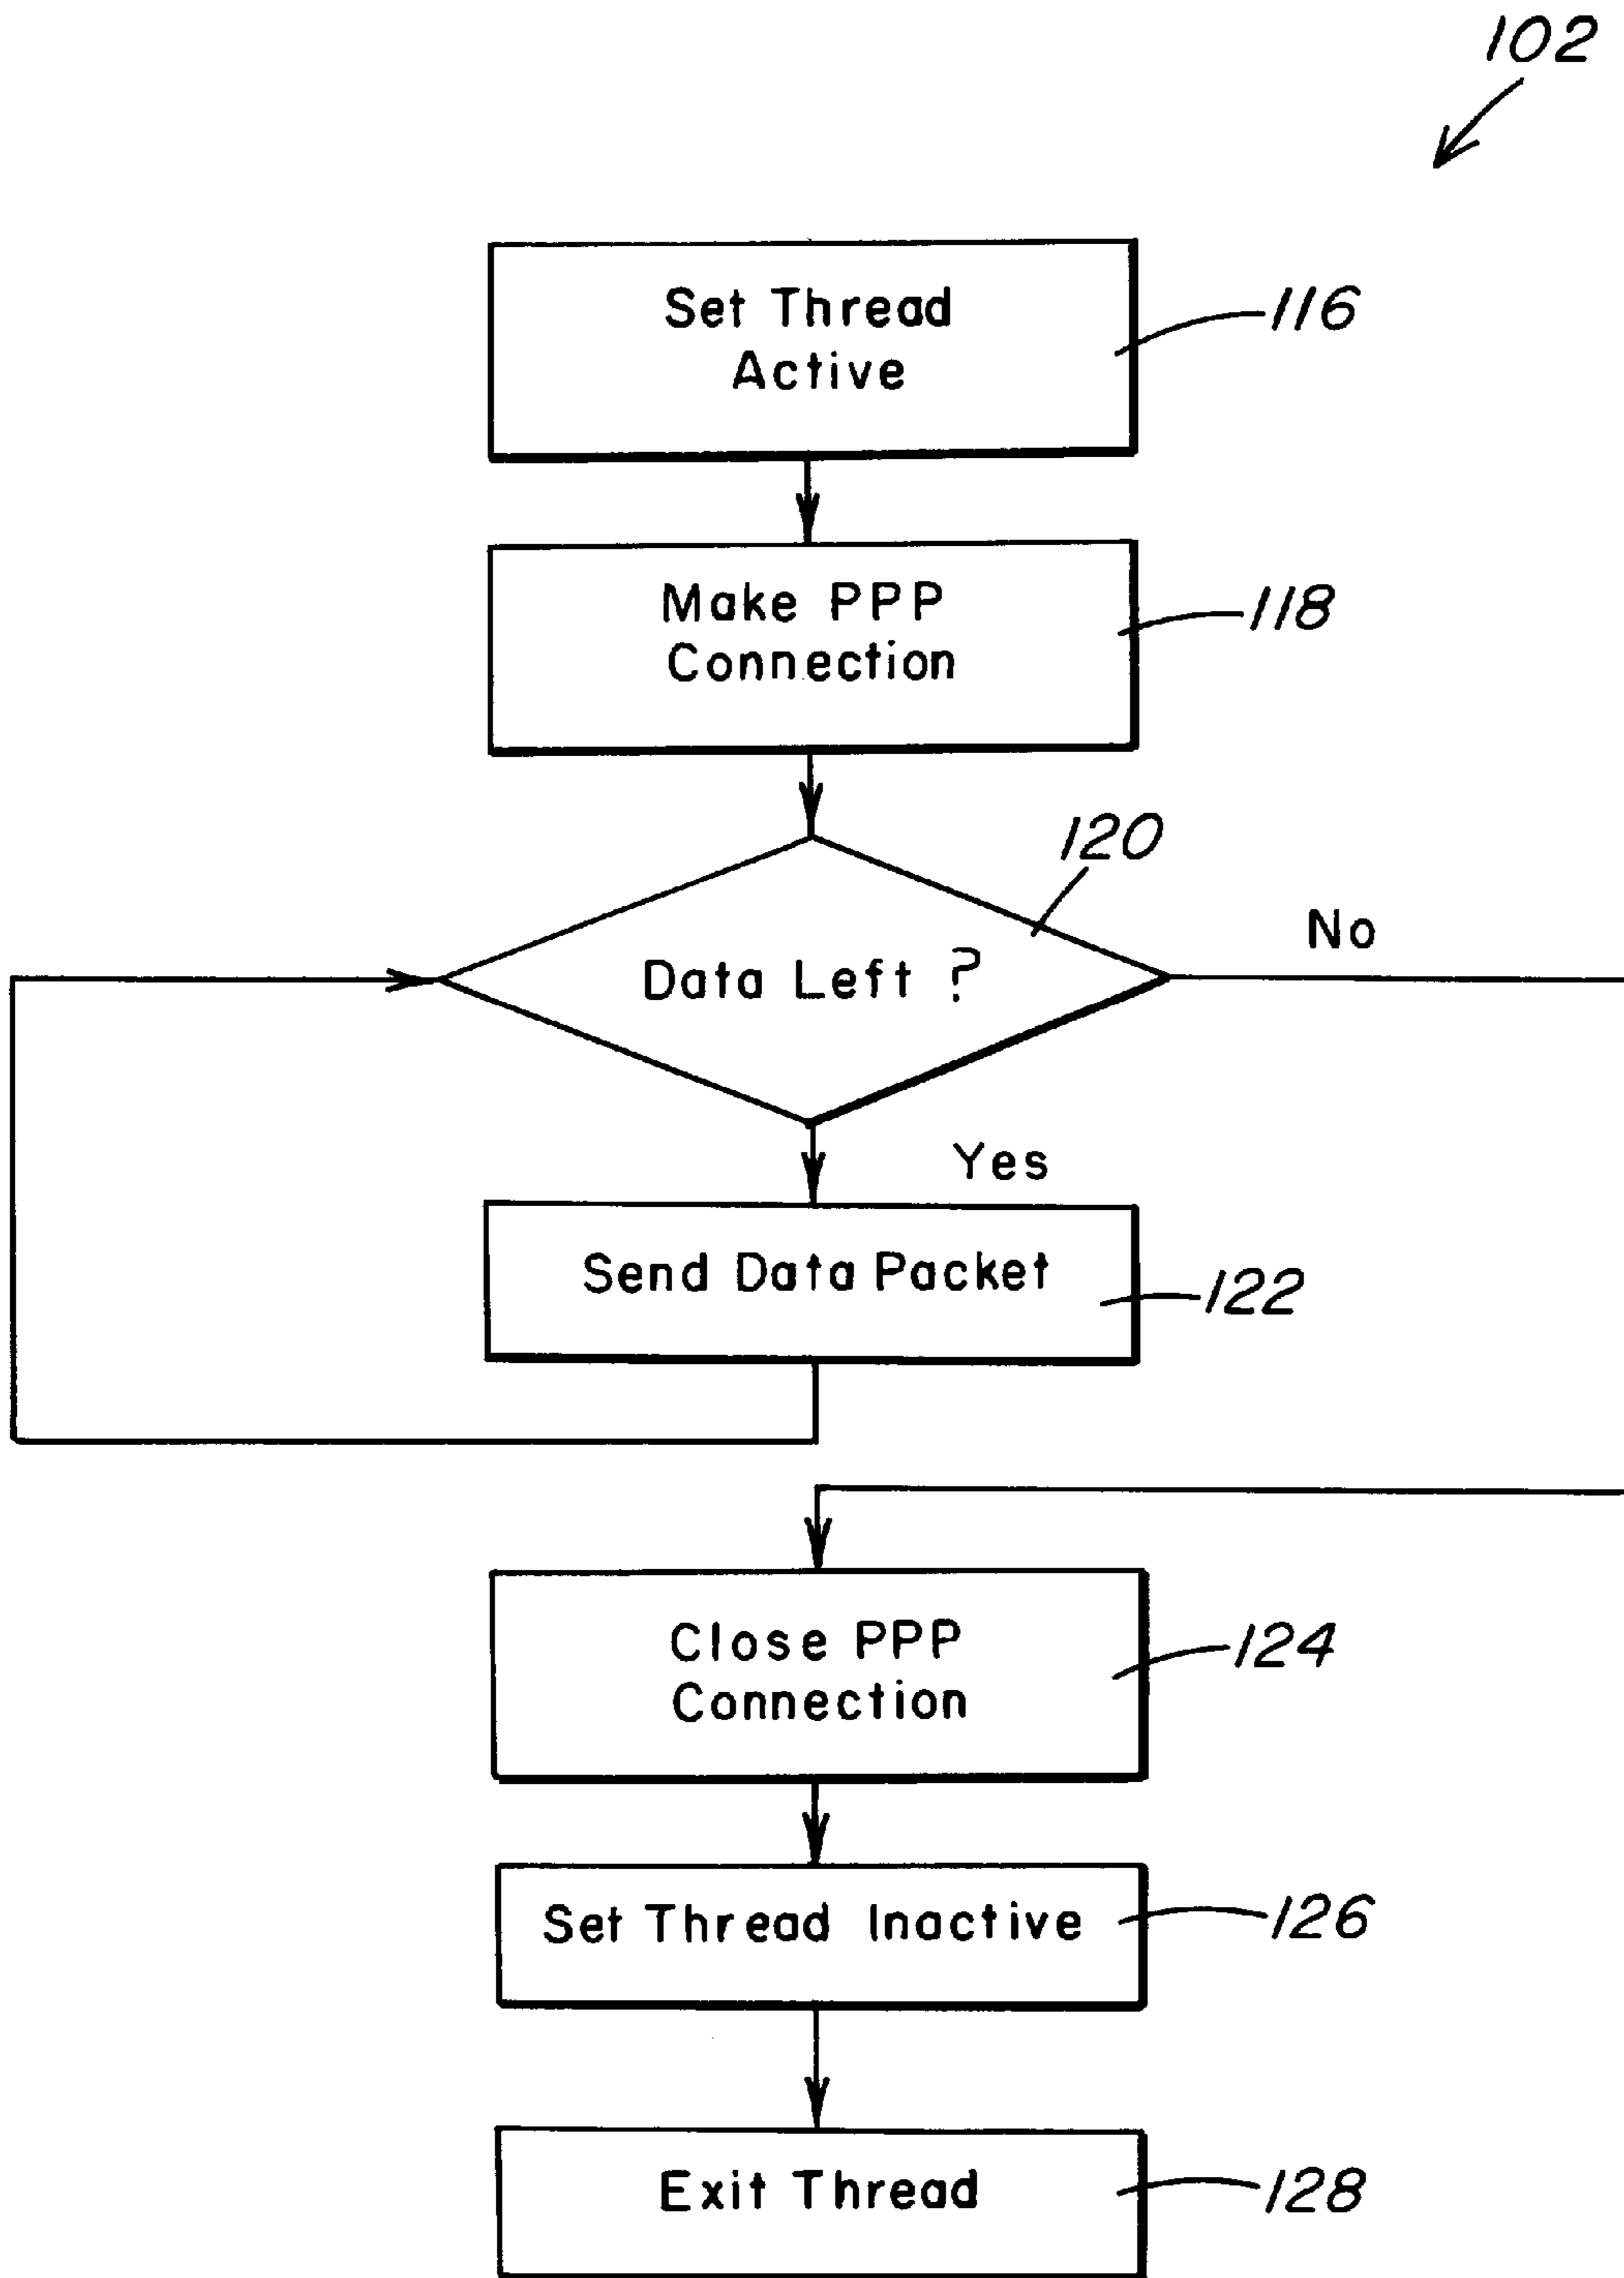 102
Set Thread
Active
116
Make PPP
Connection
118
120
Data Left ?
No
Yes
Send Data Packet
122
Close PPP
Connection
124
Set Thread Inactive
126
Exit Thread
128